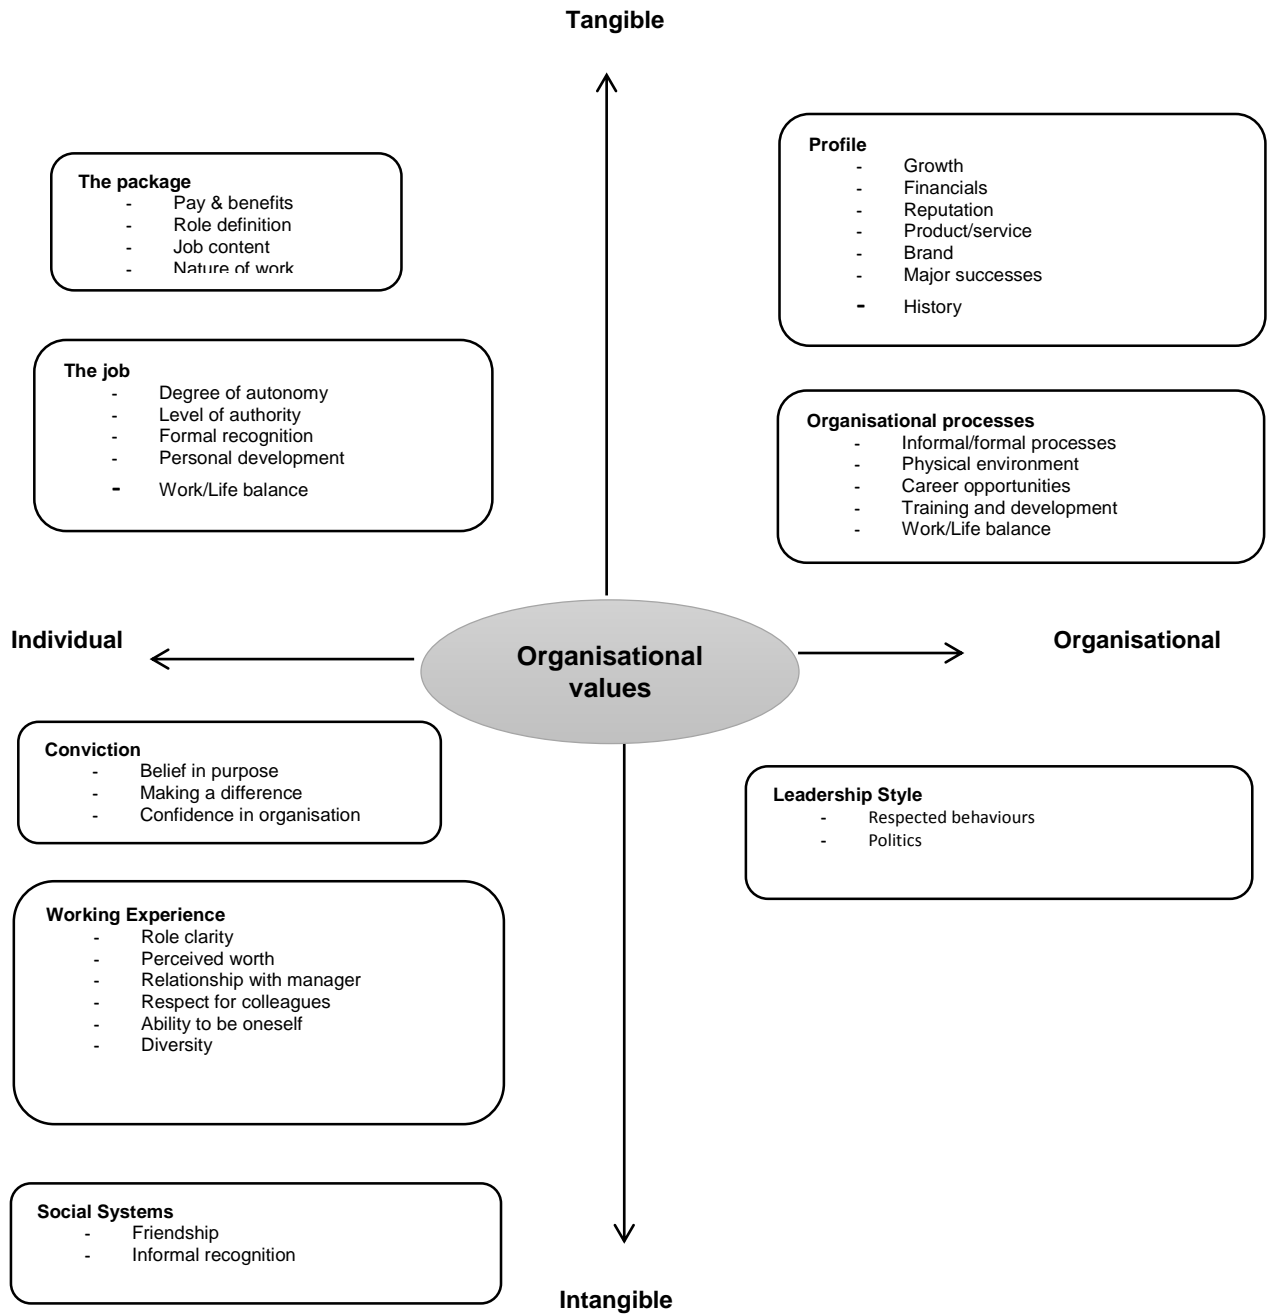 Tangible
The package
- Pay & benefits
- Role definition
- Job content
- Nature of work
Profile
- Growth
- Financials
- Reputation
- Product/service
- Brand
- Major successes
- History
The job
- Degree of autonomy
- Level of authority
- Formal recognition
- Personal development
- Work/Life balance
Organisational processes
- Informal/formal processes
- Physical environment
- Career opportunities
- Training and development
- Work/Life balance
Individual
Organisational
values
Organisational
Conviction
- Belief in purpose
- Making a difference
- Confidence in organisation
Leadership Style
- Respected behaviours
- Politics
Working Experience
- Role clarity
- Perceived worth
- Relationship with manager
- Respect for colleagues
- Ability to be oneself
- Diversity
Social Systems
- Friendship
- Informal recognition
Intangible